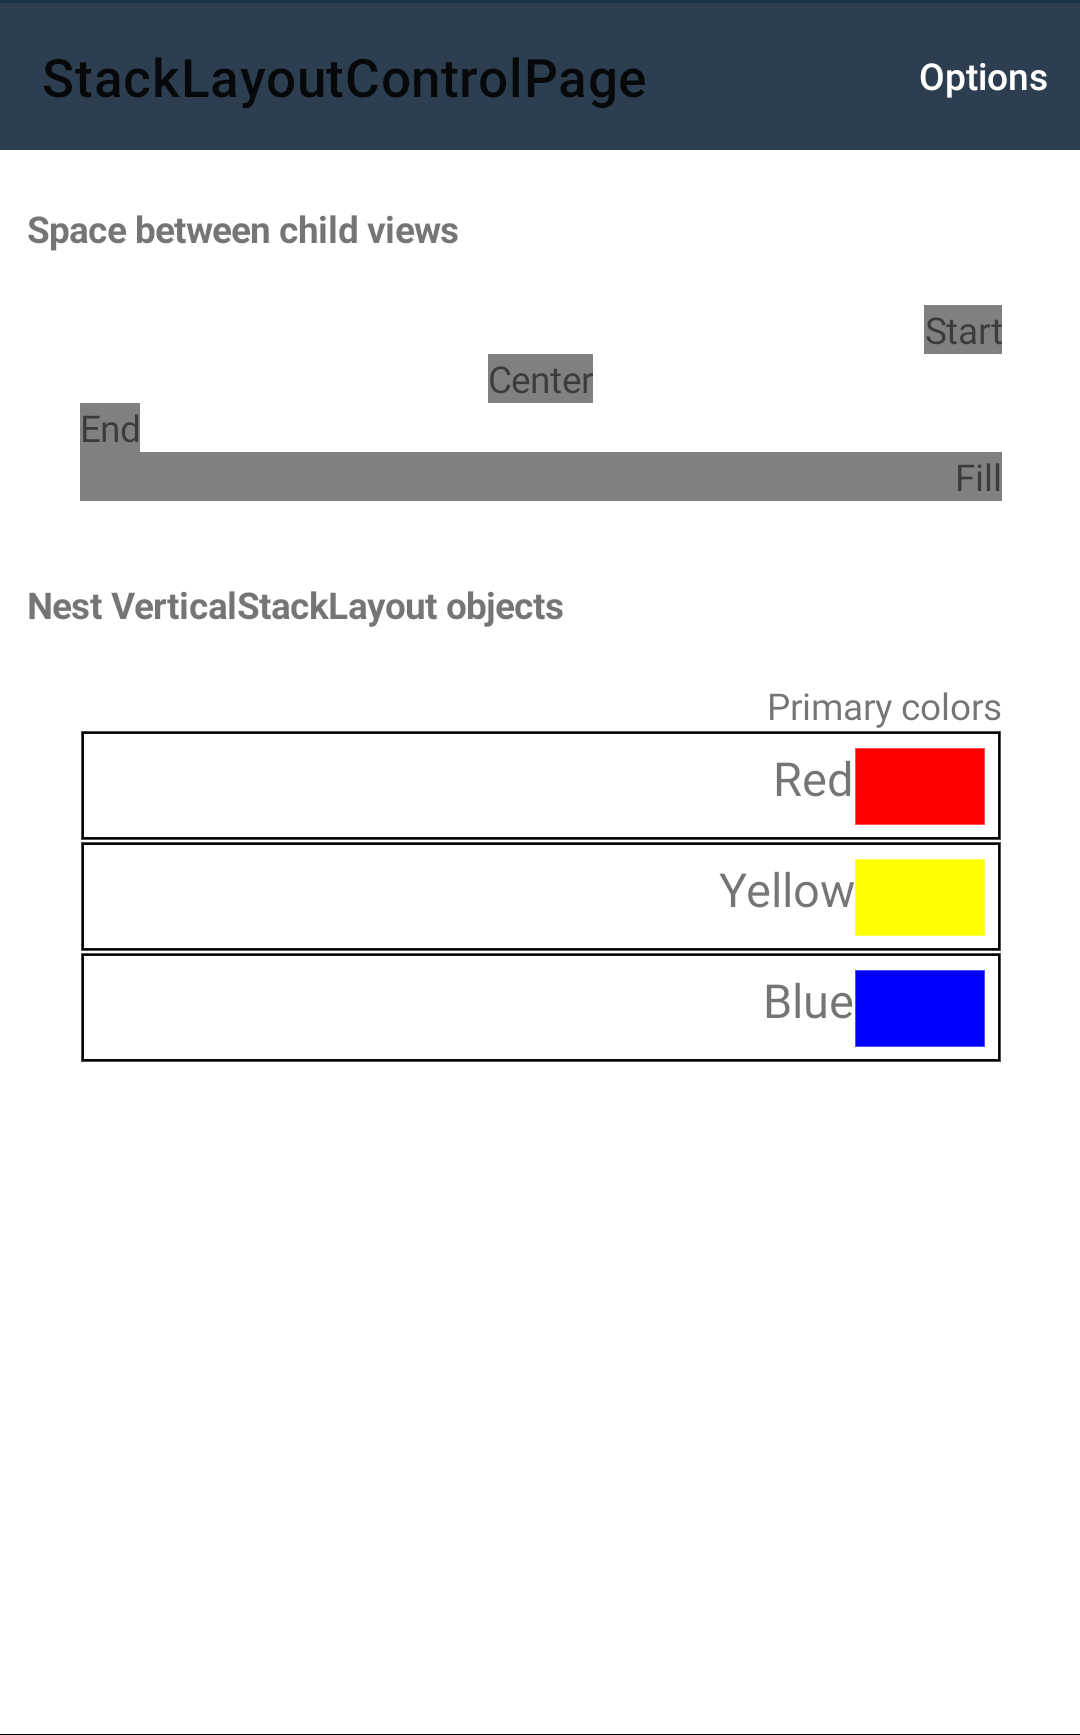 StackLayoutControlPage
Options
Space between child views
Start
Center
End
Fill
Nest VerticalStackLayout objects
Primary colors
Red
Yellow
Blue